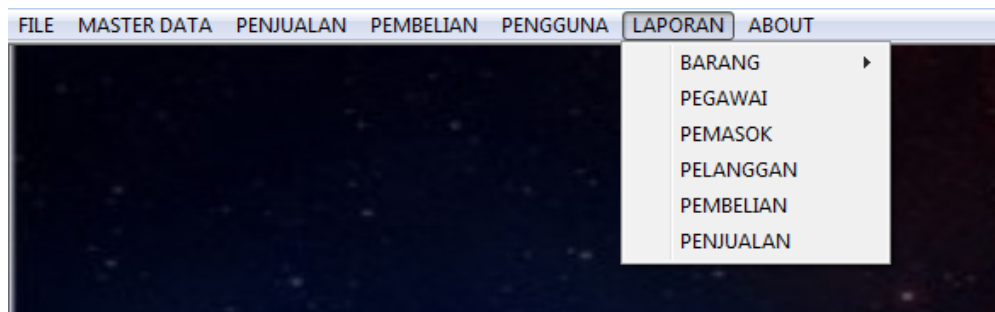 FILE MASTER DATA PENJUALAN PEMBELIAN PENGGUNA LAPORAN ABOUT
BARANG
PEGAWAI
PEMASOK
PELANGGAN
PEMBELIAN
PENJUALAN